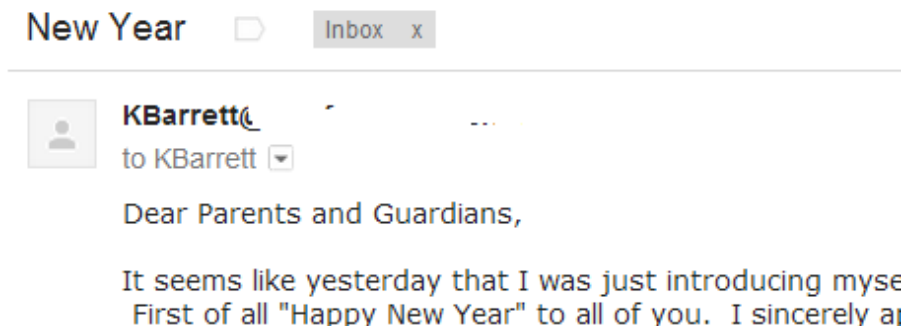 New Year
Inbox x
KBarrett@
to KBarrett
Dear Parents and Guardians,
It seems like yesterday that I was just introducing
First of all "Happy New Year" to all of you. I sincerely